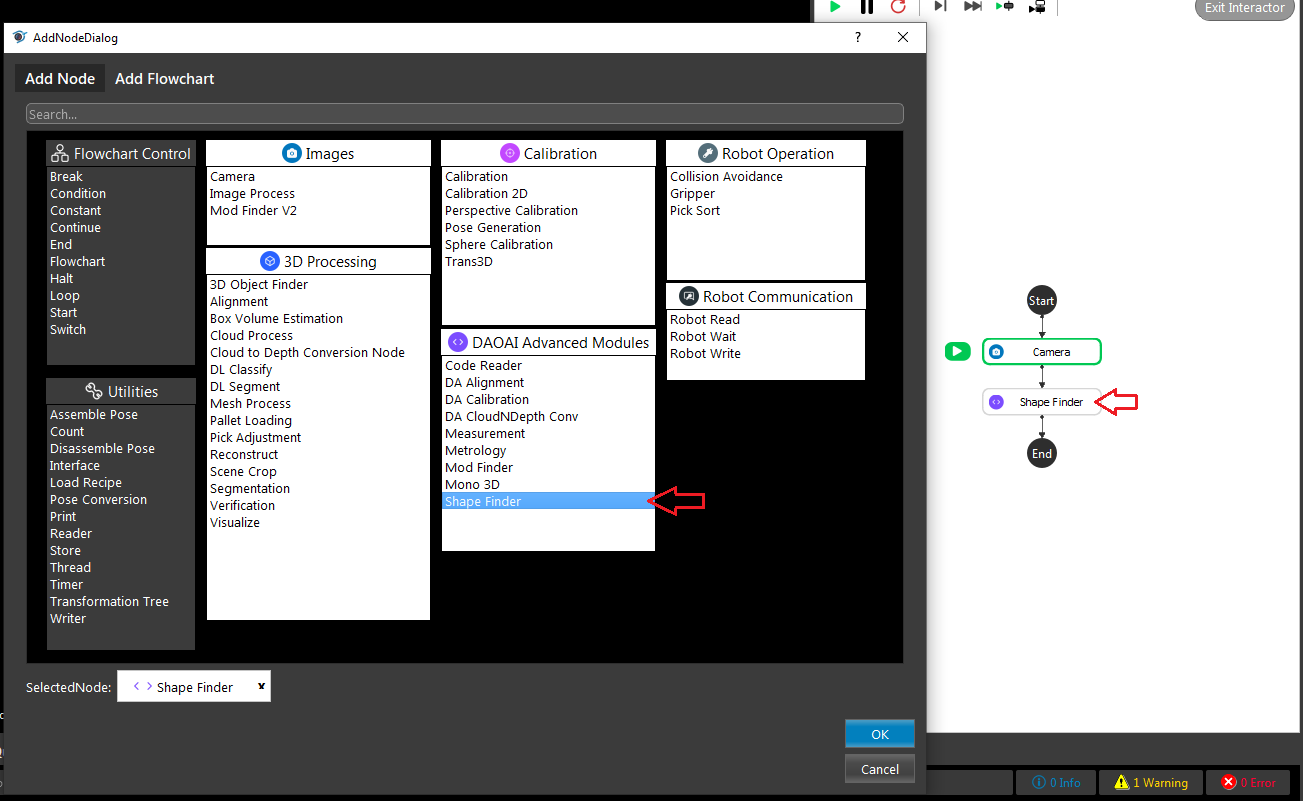 Exit Interactor
AddNodeDialog
?
Add Node
Add Flowchart
Search...
Flowchart Control
Break
Condition
Constant
Continue
End
Flowchart
Halt
Loop
Start
Switch
Utilities
Assemble Pose
Count
Disassemble Pose
Interface
Load Recipe
Pose Conversion
Print
Reader
Store
Thread
Timer
Transformation Tree
Writer
Images
Camera
Image Process
Mod Finder V2
3D Processing
3D Object Finder
Alignment
Box Volume Estimation
Cloud Process
Cloud to Depth Conversion Node
DL Classify
DL Segment
Mesh Process
Pallet Loading
Pick Adjustment
Reconstruct
Scene Crop
Segmentation
Verification
Visualize
Calibration
Calibration
Calibration 2D
Perspective Calibration
Pose Generation
Sphere Calibration
Trans3D
DAOAI Advanced Modules
Code Reader
DA Alignment
DA Calibration
DA CloudNDepth Conv
Measurement
Metrology
Mod Finder
Mono 3D
Shape Finder
Robot Operation
Collision Avoidance
Gripper
Pick Sort
Robot Communication
Robot Read
Robot Wait
Robot Write
SelectedNode:
Shape Finder
x
OK
Cancel
Start
Camera
Shape Finder
End
0 Info
1 Warning
0 Error